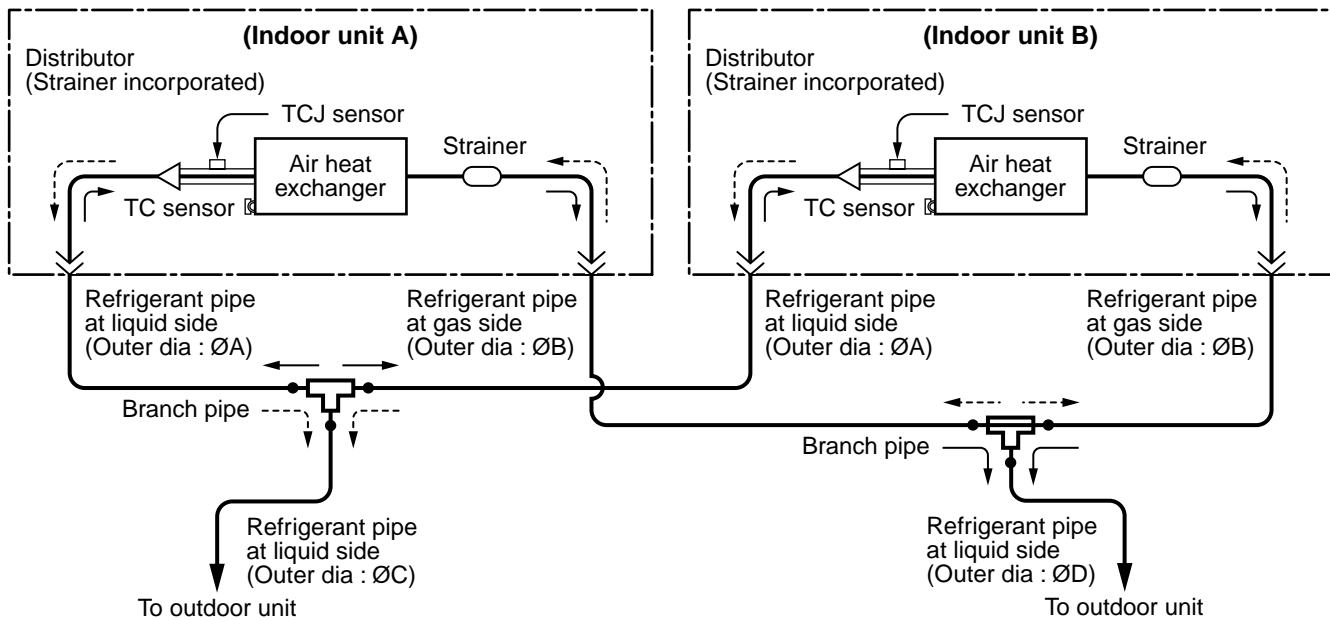 (Indoor unit A)
Distributor
(Strainer incorporated)
TCJ sensor
Air heat
exchanger
Strainer
TC sensor
(Indoor unit B)
Distributor
(Strainer incorporated)
TCJ sensor
Air heat
exchanger
Strainer
TC sensor
Refrigerant pipe
at liquid side
(Outer dia : ØA)
Refrigerant pipe
at gas side
(Outer dia : ØB)
Refrigerant pipe
at liquid side
(Outer dia : ØA)
Refrigerant pipe
at gas side
(Outer dia : ØB)
Branch pipe
Branch pipe
Refrigerant pipe
at liquid side
(Outer dia : ØC)
To outdoor unit
Refrigerant pipe
at liquid side
(Outer dia : ØD)
To outdoor unit